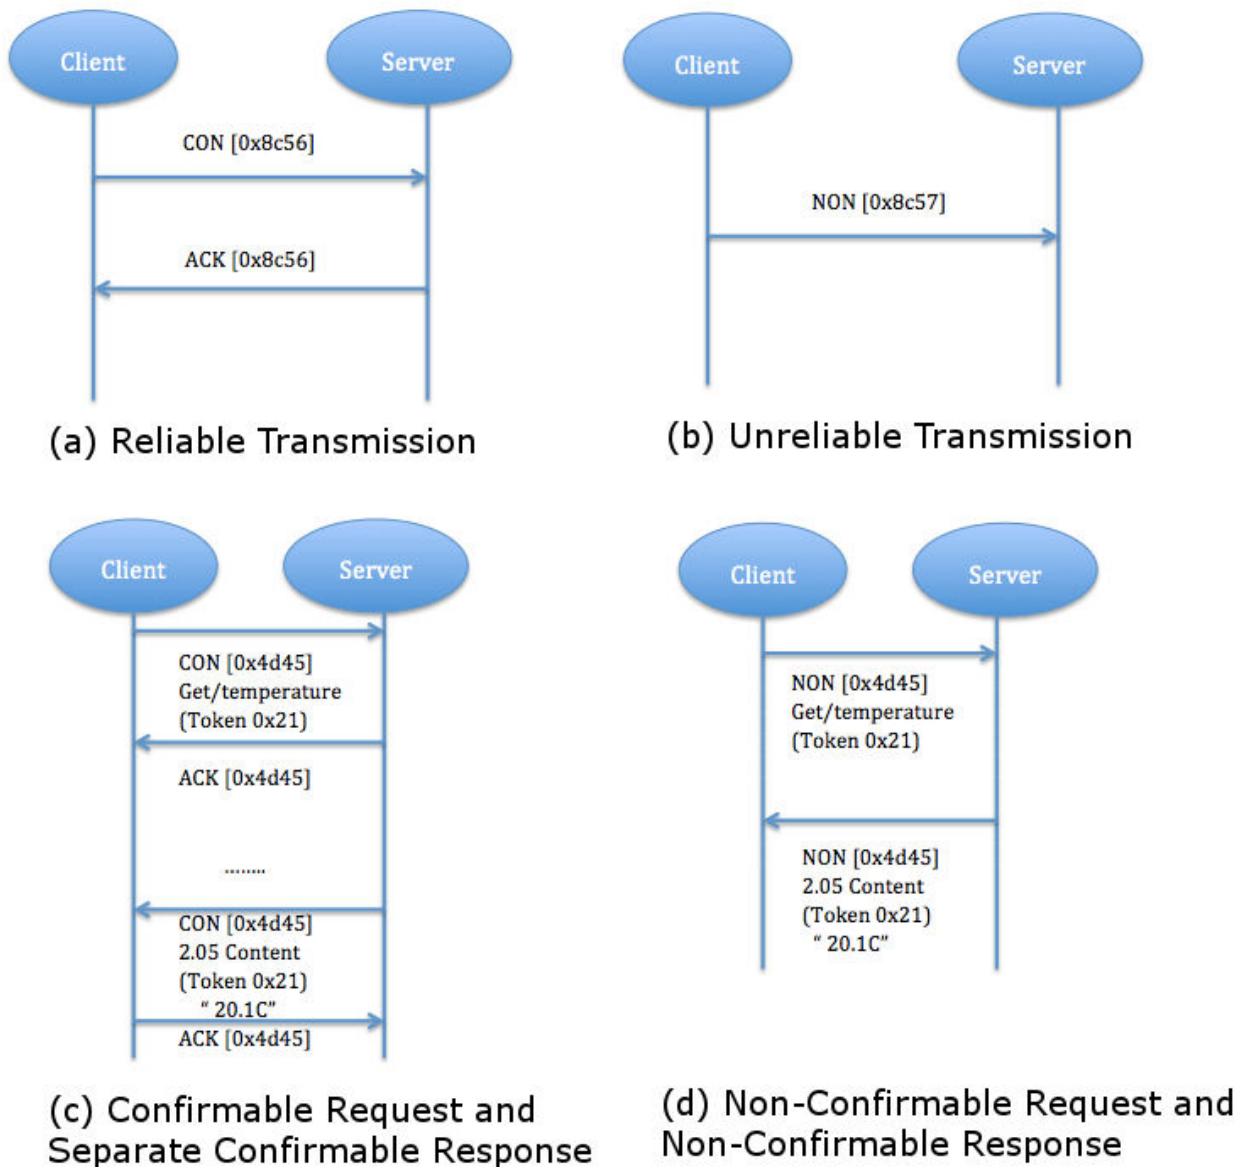 Client
Server
CON [0x8c56]
ACK [0x8c56]
(a) Reliable Transmission
Client
Server
NON [0x8c57]
(b) Unreliable Transmission
Client
Server
CON [0x4d45]
Get/temperature
(Token 0x21)
ACK [0x4d45]
........
CON [0x4d45]
2.05 Content
(Token 0x21)
“ 20.1C”
ACK [0x4d45]
(c) Confirmable Request and
Separate Confirmable Response
Client
Server
NON [0x4d45]
Get/temperature
(Token 0x21)
NON [0x4d45]
2.05 Content
(Token 0x21)
“ 20.1C”
(d) Non-Confirmable Request and
Non-Confirmable Response